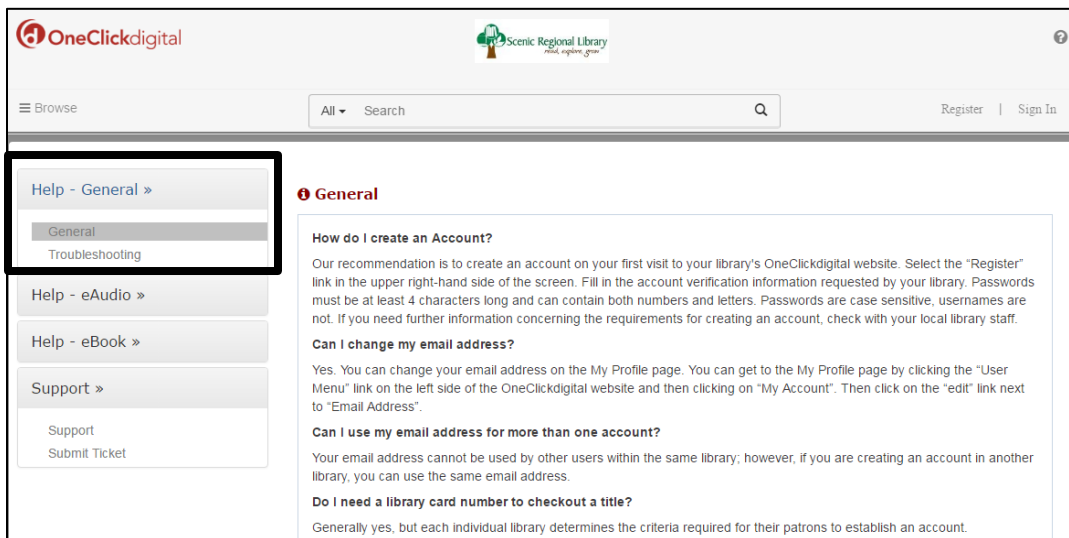 OneClickdigital
Scenic Regional Library
read, explore, grow
Browse
All Search
Register | Sign In
Help - General »
General
Troubleshooting
Help - eAudio »
Help - eBook »
Support »
Support
Submit Ticket
General
How do I create an Account?
Our recommendation is to create an account on your first visit to your library's OneClickdigital website. Select the “Register”
link in the upper right-hand side of the screen. Fill in the account verification information requested by your library. Passwords
must be at least 4 characters long and can contain both numbers and letters. Passwords are case sensitive, usernames are
not. If you need further information concerning the requirements for creating an account, check with your local library staff.
Can I change my email address?
Yes. You can change your email address on the My Profile page. You can get to the My Profile page by clicking the “User
Menu” link on the left side of the OneClickdigital website and then clicking on “My Account”. Then click on the “edit” link next
to “Email Address”.
Can I use my email address for more than one account?
Your email address cannot be used by other users within the same library; however, if you are creating an account in another
library, you can use the same email address.
Do I need a library card number to checkout a title?
Generally yes, but each individual library determines the criteria required for their patrons to establish an account.